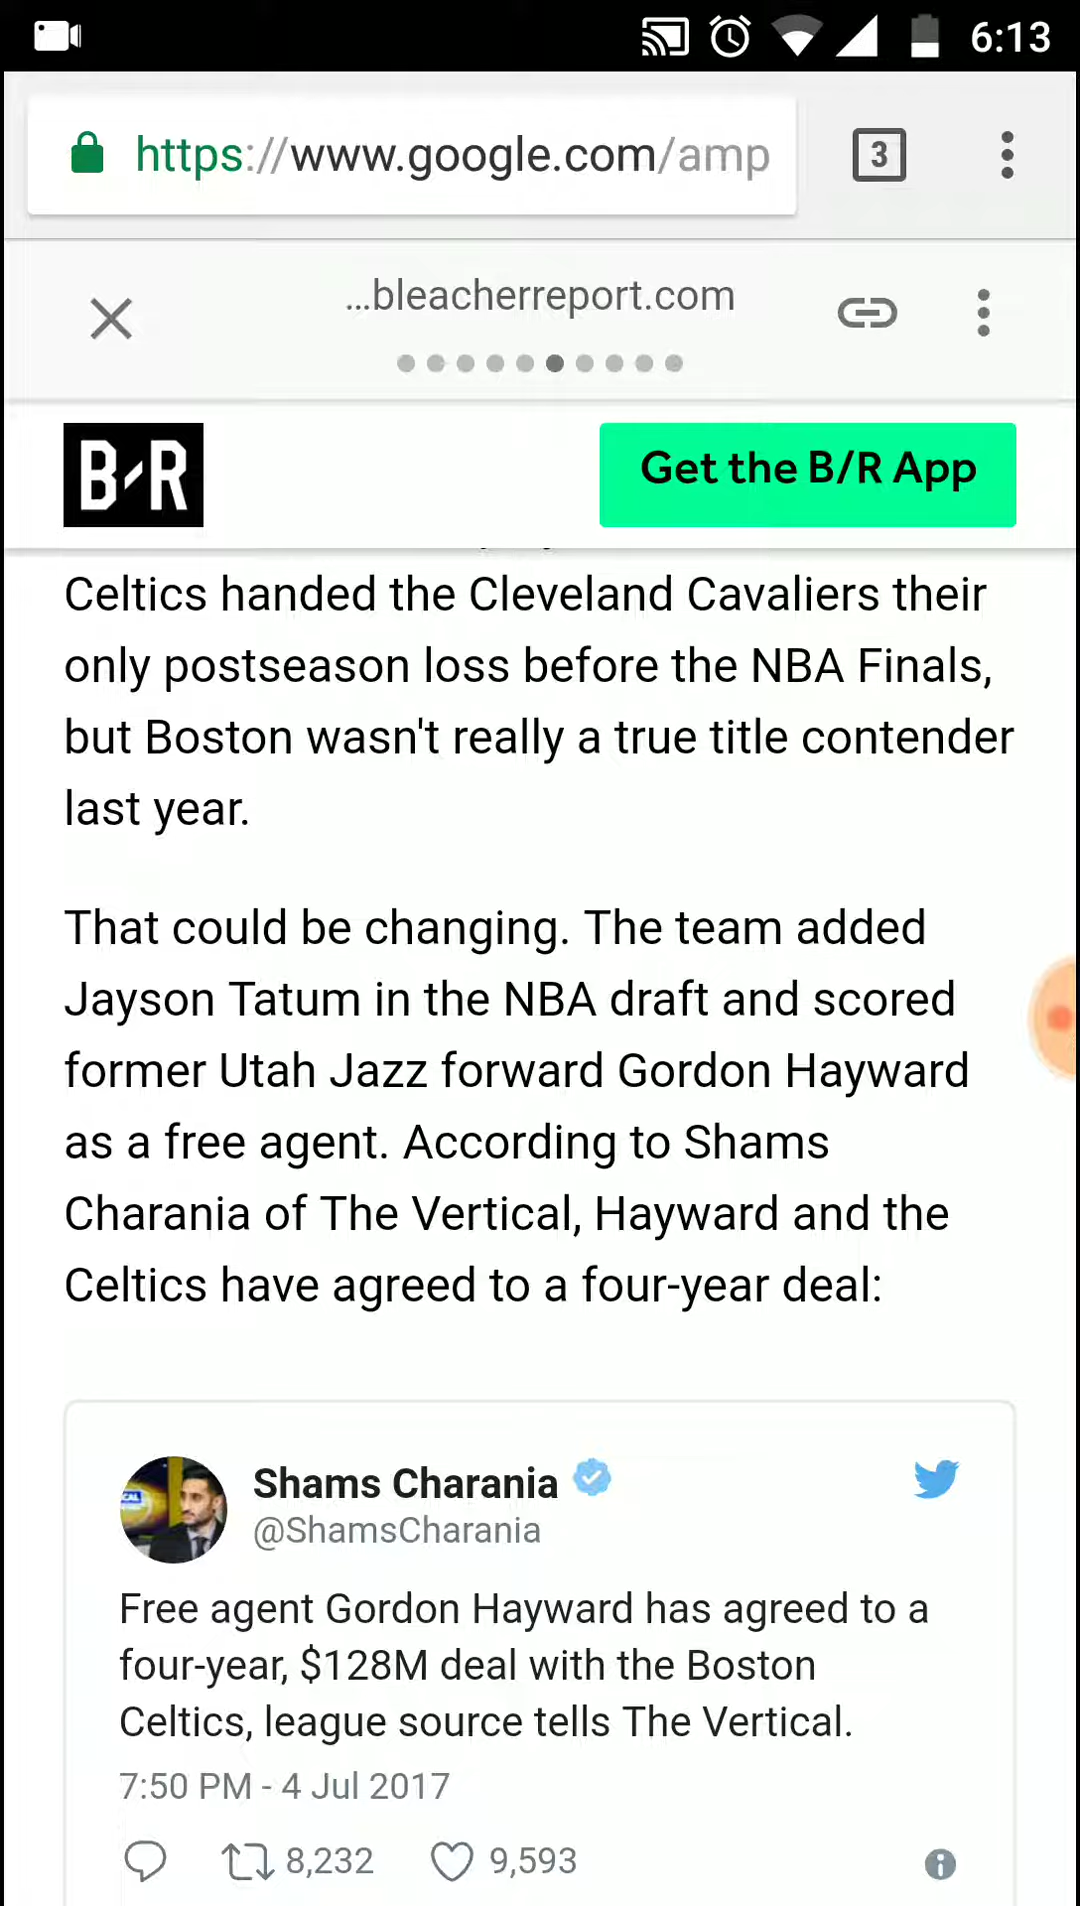 6:13
https://www.google.com/amp
3
...bleacherreport.com
B/R
Get the B/R App
Celtics handed the Cleveland Cavaliers their
only postseason loss before the NBA Finals,
but Boston wasn't really a true title contender
last year.
That could be changing. The team added
Jayson Tatum in the NBA draft and scored
former Utah Jazz forward Gordon Hayward
as a free agent. According to Shams
Charania of The Vertical, Hayward and the
Celtics have agreed to a four-year deal:
Shams Charania
@ShamsCharania
Free agent Gordon Hayward has agreed to a
four-year, $128M deal with the Boston
Celtics, league source tells The Vertical.
7:50 PM - 4 Jul 2017
8,232 9,593